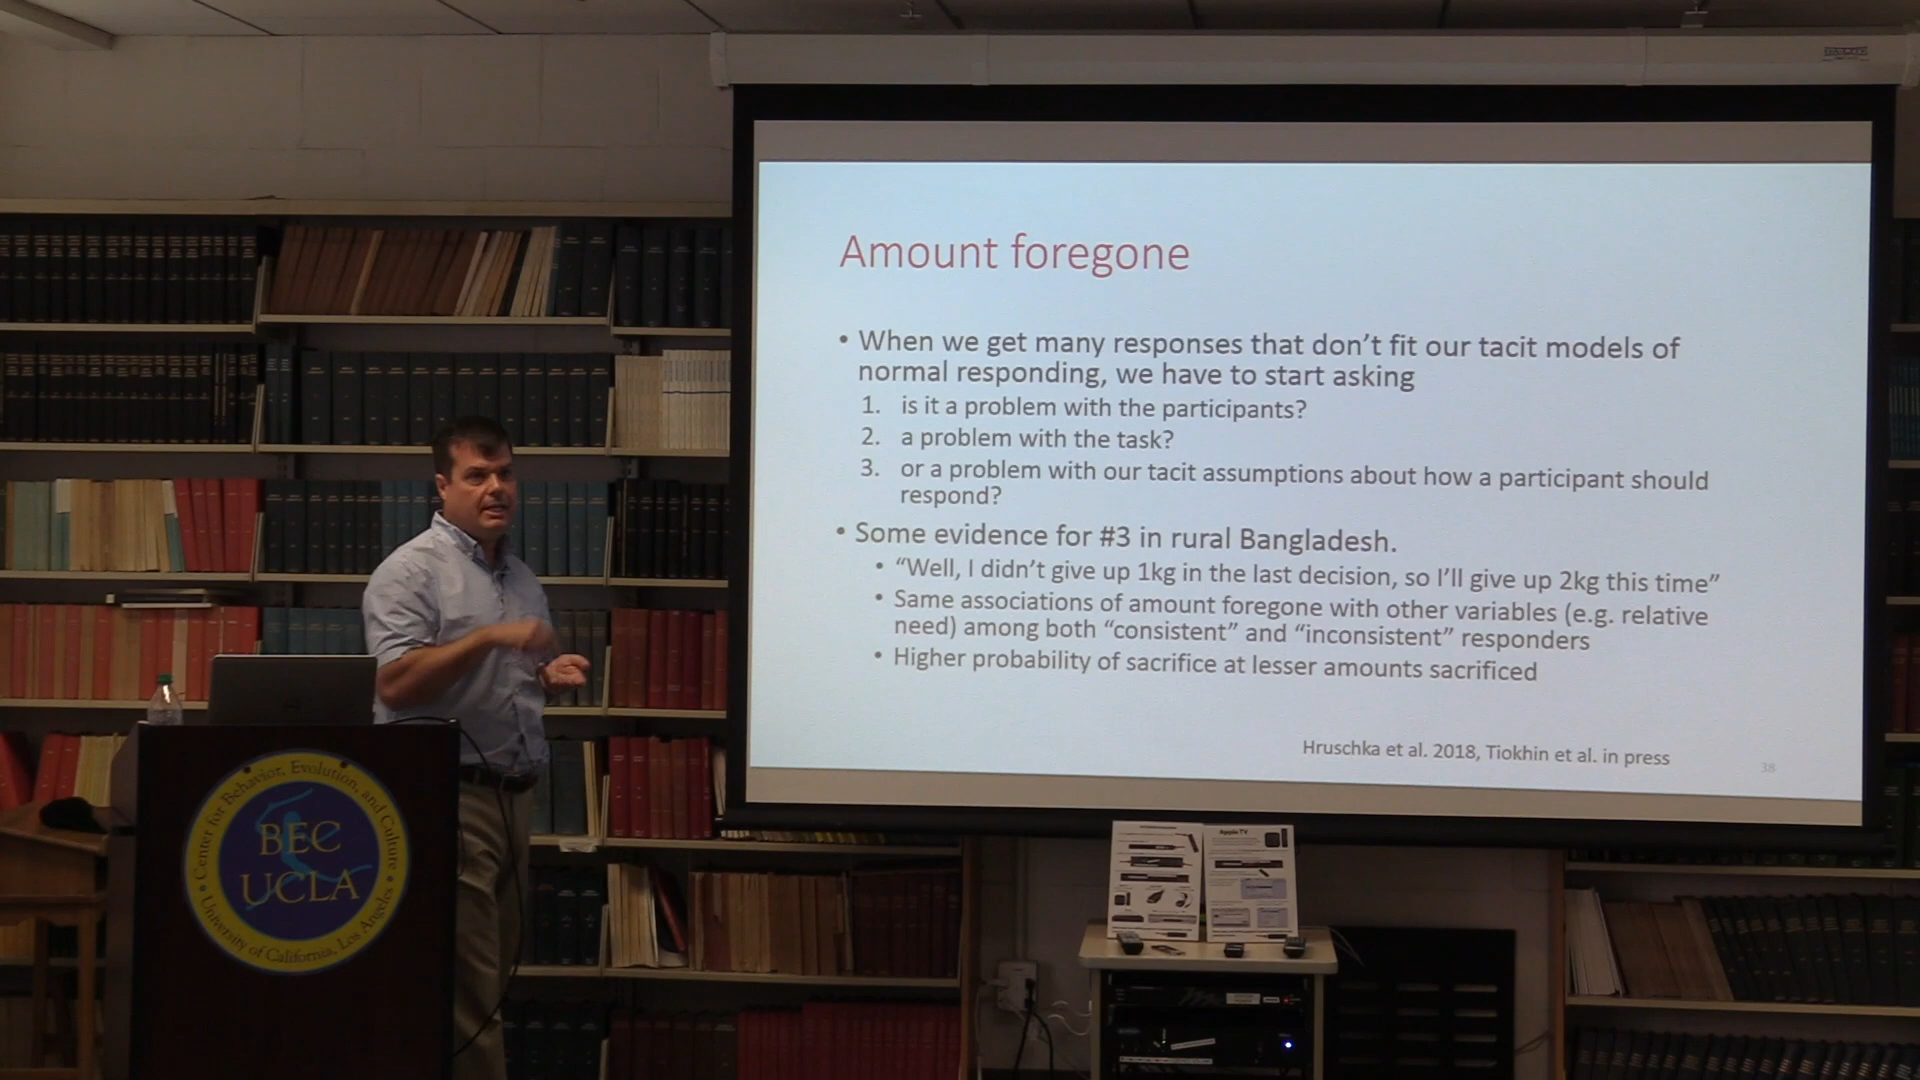 Amount foregone
• When we get many responses that don't fit our tacit models of
normal responding, we have to start asking
1. is it a problem with the participants?
2. a problem with the task?
3. or a problem with our tacit assumptions about how a participant should
respond?
• Some evidence for #3 in rural Bangladesh.
• “Well, I didn't give up 1kg in the last decision, so I'll give up 2kg this time”
• Same associations of amount foregone with other variables (e.g. relative
need) among both “consistent” and “inconsistent” responders
• Higher probability of sacrifice at lesser amounts sacrificed
Hruschka et al. 2018, Tiokhin et al. in press
38
Center for Behavior, Evolution, and Culture
BEC
UCLA
University of California, Los Angeles
Apple TV